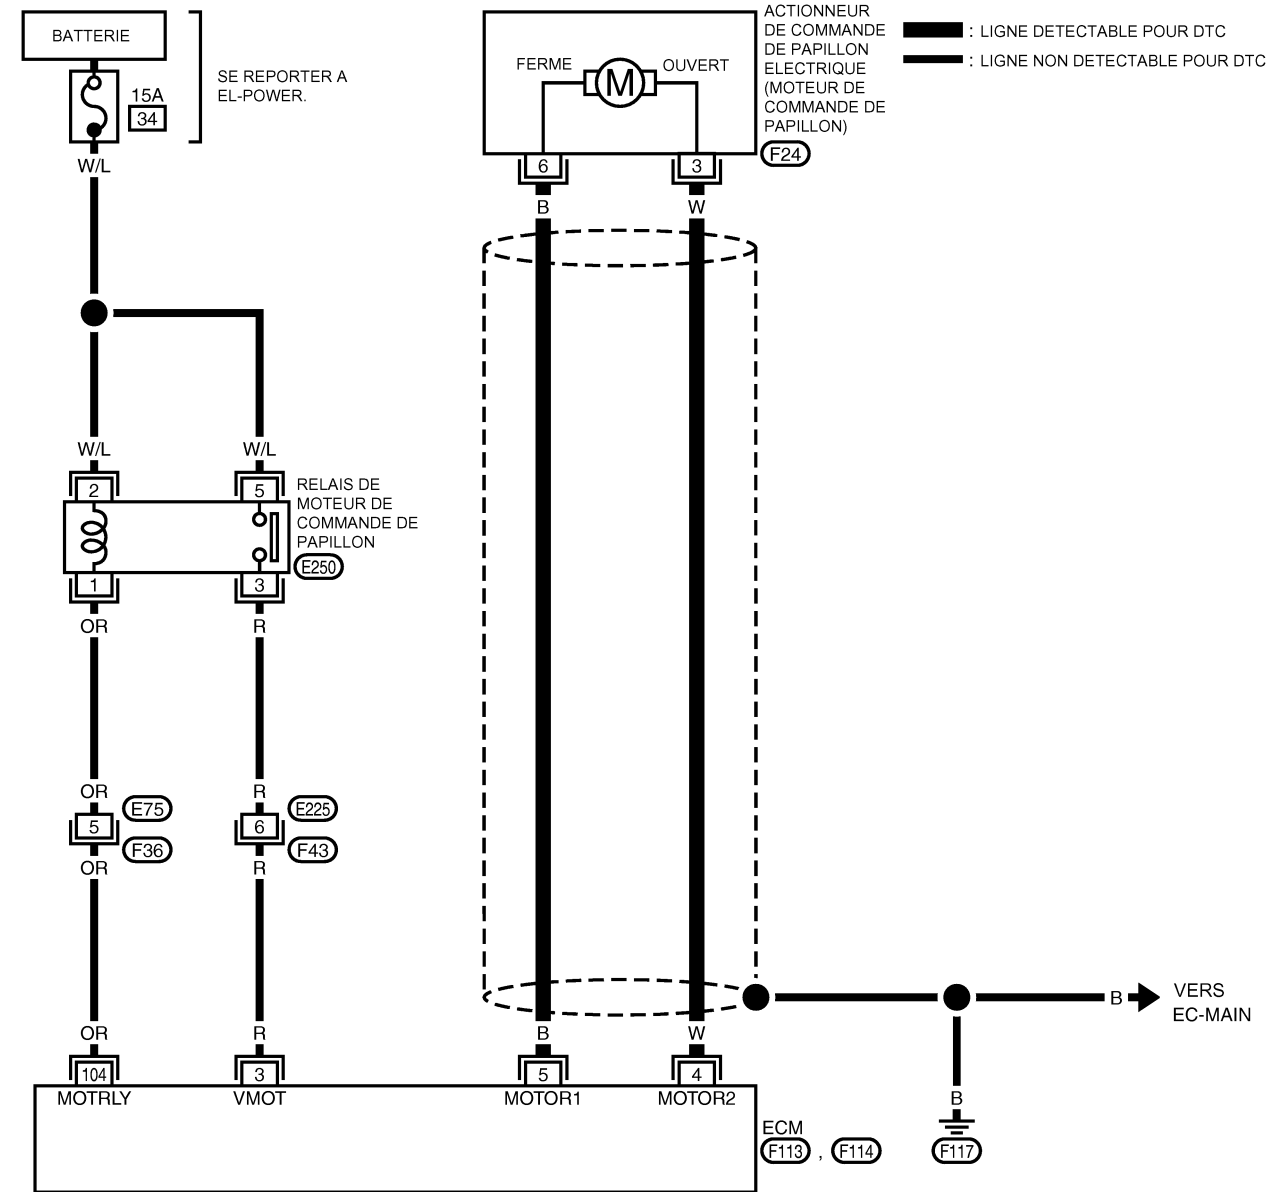 BATTERIE
15A
34
SE REPORTER A
EL-POWER.
W/L
FERME
M
OUVERT
ACTIONNEUR
DE COMMANDE
DE PAPILLON
ELECTRIQUE
(MOTEUR DE
COMMANDE DE
PAPILLON)
F24
: LIGNE DETECTABLE POUR DTC
: LIGNE NON DETECTABLE POUR DTC
6
3
B
W
W/L
W/L
2
5
RELAIS DE
MOTEUR DE
COMMANDE DE
PAPILLON
E250
1
3
OR
R
OR
R
E75
E225
5
6
F36
F43
OR
R
B
VERS
EC-MAIN
OR
R
B
W
104
3
5
4
MOTRLY
VMOT
MOTOR1
MOTOR2
B
ECM
F113 , F114
F117